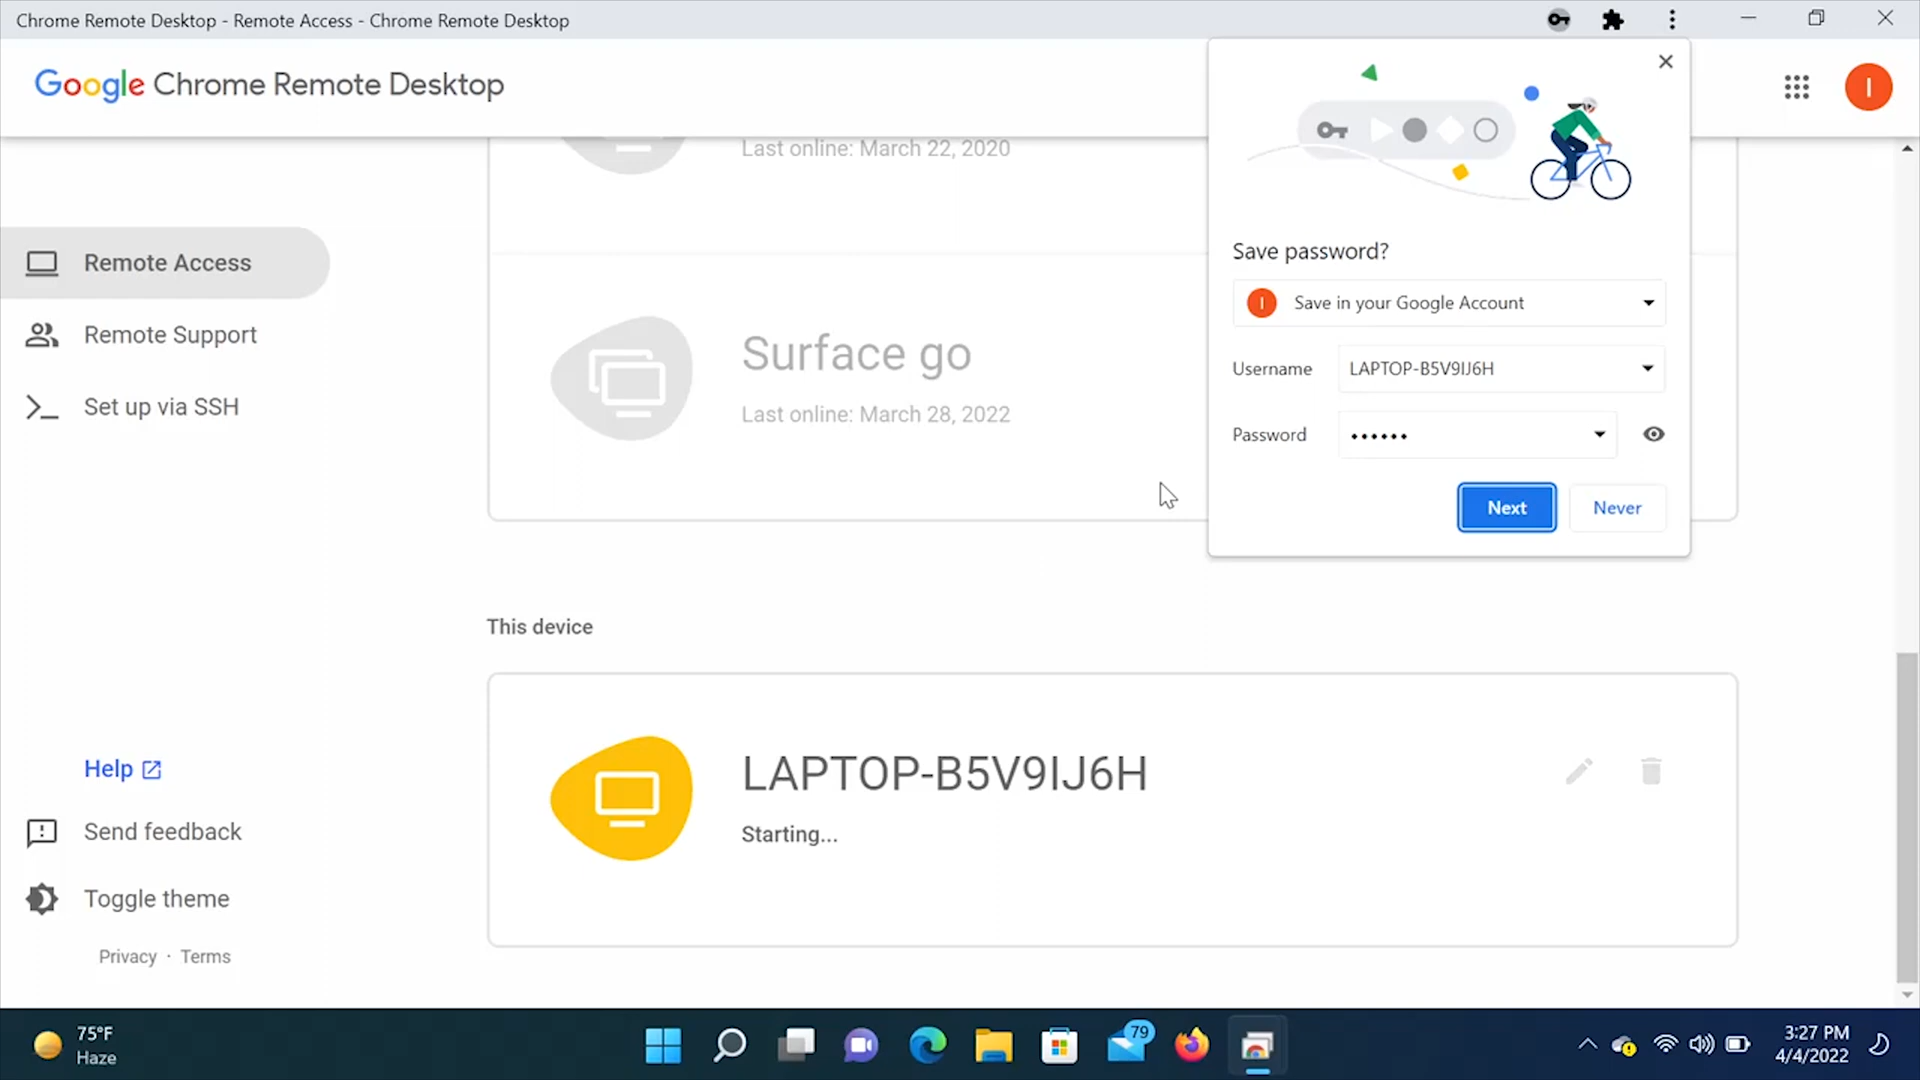 Chrome Remote Desktop - Remote Access - Chrome Remote Desktop
Google Chrome Remote Desktop
I
Last online: March 22, 2020
Remote Access
Remote Support
Set up via SSH
Surface go
Last online: March 28, 2022
Save password?
I Save in your Google Account
Username LAPTOP-B5V9IJ6H
Password ••••••
Next Never
This device
LAPTOP-B5V9IJ6H
Starting...
Help
Send feedback
Toggle theme
Privacy · Terms
75°F
Haze
79
3:27 PM
4/4/2022